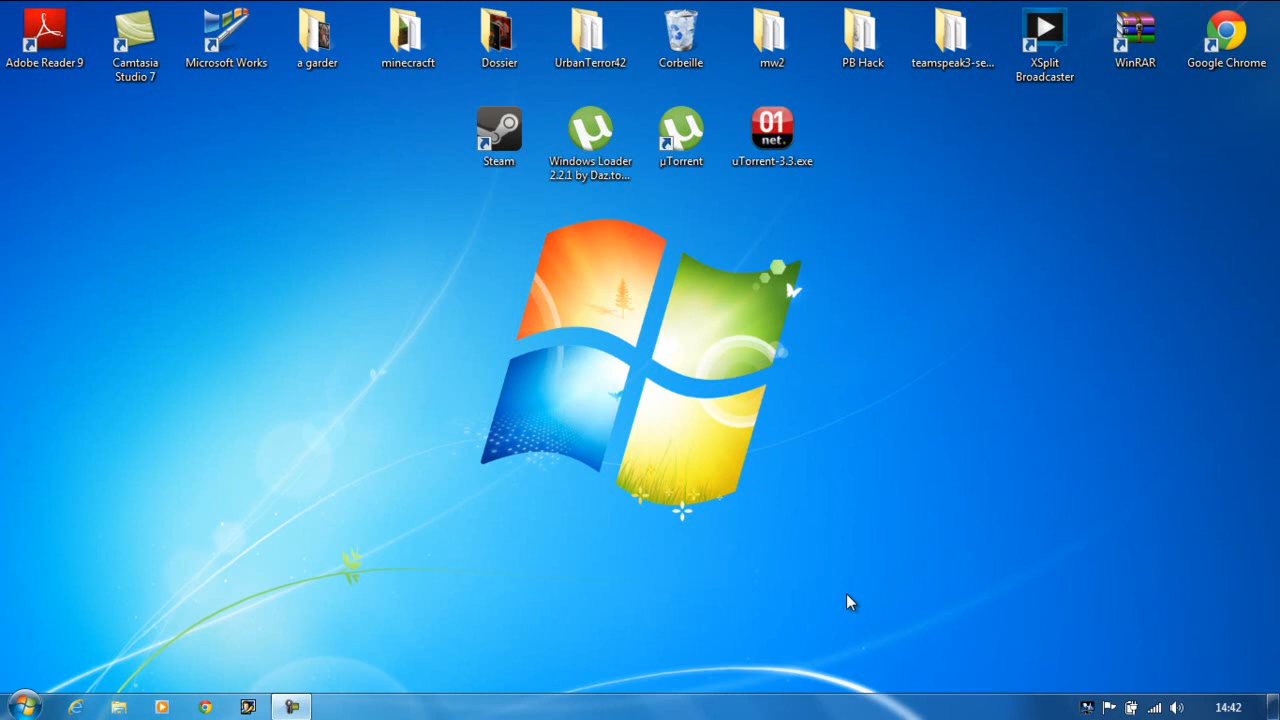 Adobe Reader 9
Camtasia
Studio 7
Microsoft Works
a garder
minecracft
Dossier
UrbanTerror42
Corbeille
mw2
PB Hack
teamspeak3-se...
XSplit
Broadcaster
WinRAR
Google Chrome
01
net.
Steam
Windows Loader
2.2.1 by Daz.to...
µTorrent
uTorrent-3.3.exe
14:42